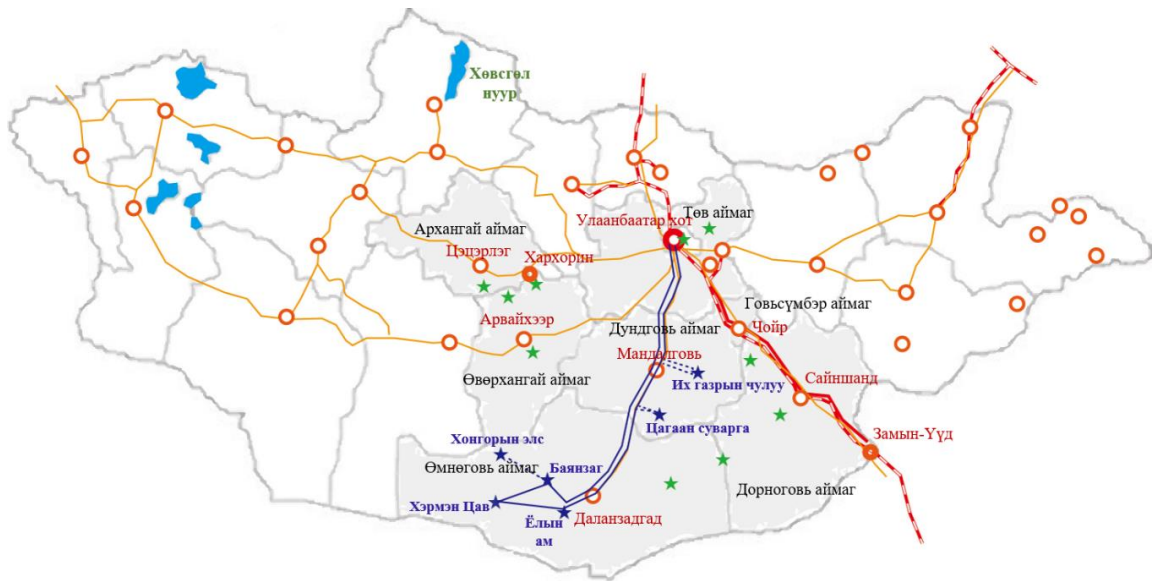 Хөвсгөл
нуур
Төв аймаг
Улаанбаатар хот
Архангай аймаг
Цэцэрлэг
Хархорин
Говьсүмбэр аймаг
Арвайхээр
Дундговь аймаг
Чойр
Мандалговь
Өвөрхангай аймаг
Их газрын чулуу
Сайншанд
Цагаан суварга
Замын-Үүд
Хонгорын элс
Өмнөговь аймаг
Баянзаг
Дорноговь аймаг
Хэрмэн Цав
Ёлын
ам
Даланзадгад